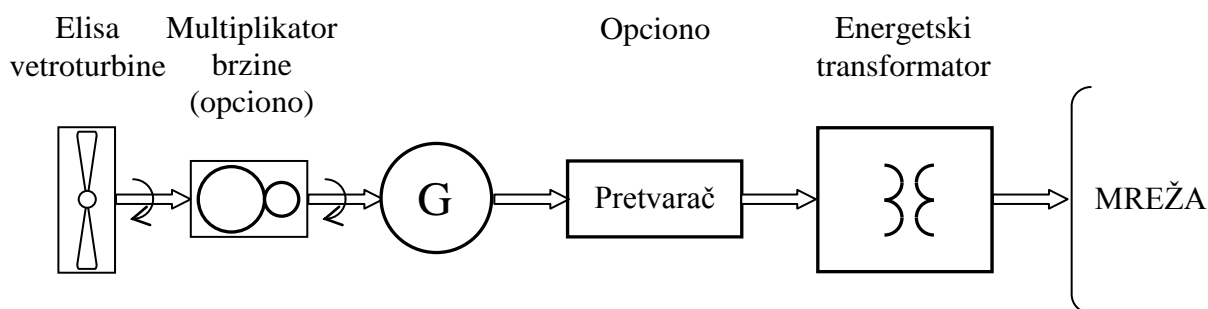 Elisa
vetroturbine
Multiplikator
brzine
(opciono)
Opciono
Energetski
transformator
G
Pretvarač
MREŽA